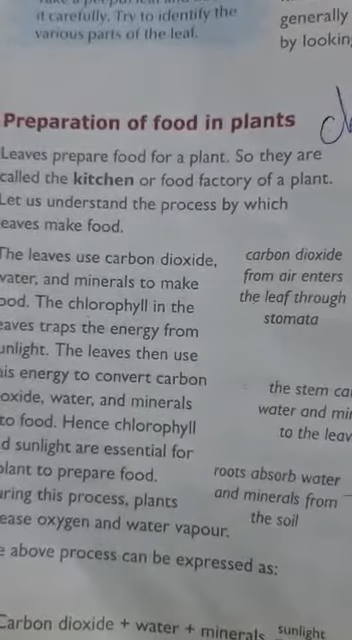 it carefully. Try to identify the
various parts of the leaf.
generally
by looking
Preparation of food in plants
Leaves prepare food for a plant. So they are
called the kitchen or food factory of a plant.
Let us understand the process by which
eaves make food.
The leaves use carbon dioxide,
vater, and minerals to make
ood. The chlorophyll in the
eaves traps the energy from
unlight. The leaves then use
his energy to convert carbon
oxide, water, and minerals
to food. Hence chlorophyll
d sunlight are essential for
plant to prepare food.
uring this process, plants
ease oxygen and water vapour.
e above process can be expressed as:
carbon dioxide
from air enters
the leaf through
stomata
the stem ca
water and mi
to the leav
roots absorb water
and minerals from
the soil
Carbon dioxide + water + minerals sunlight